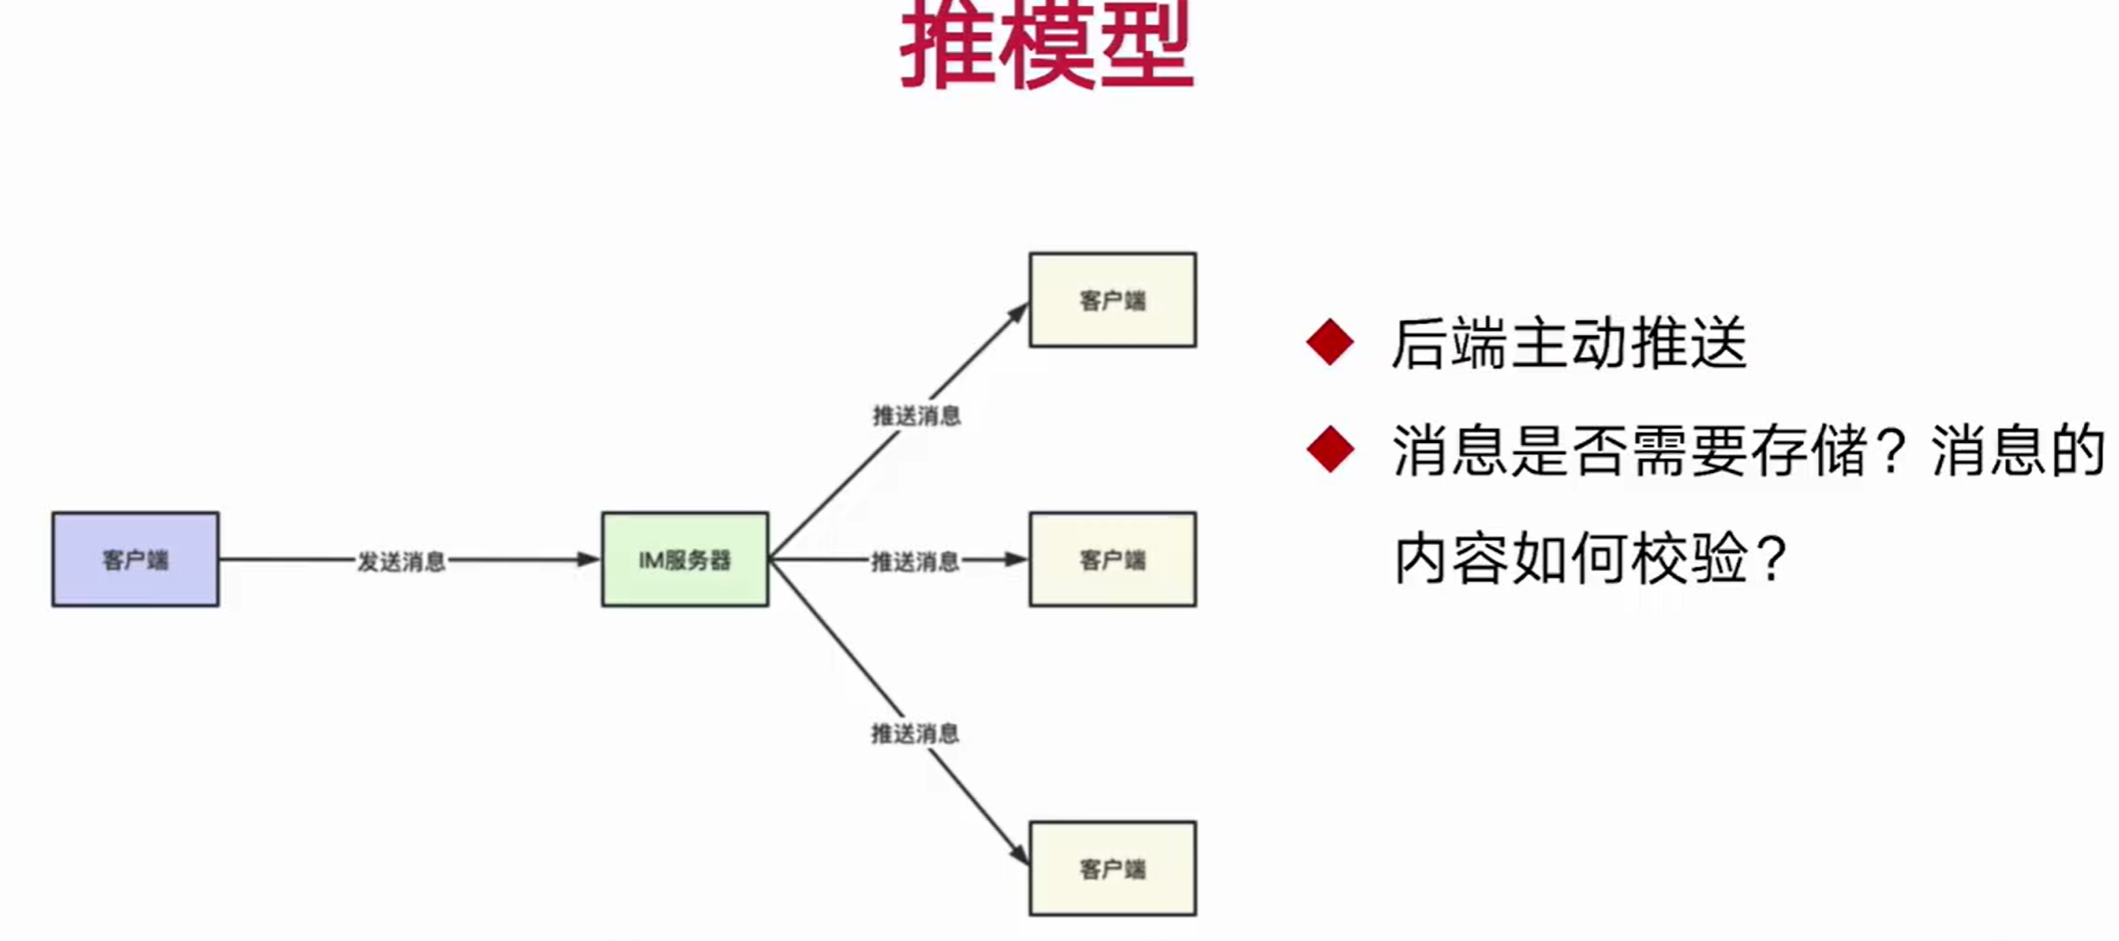 推模型
客户端
推送消息
客户端
发送消息
IM服务器
推送消息
客户端
推送消息
客户端
后端主动推送
消息是否需要存储？消息的
内容如何校验？